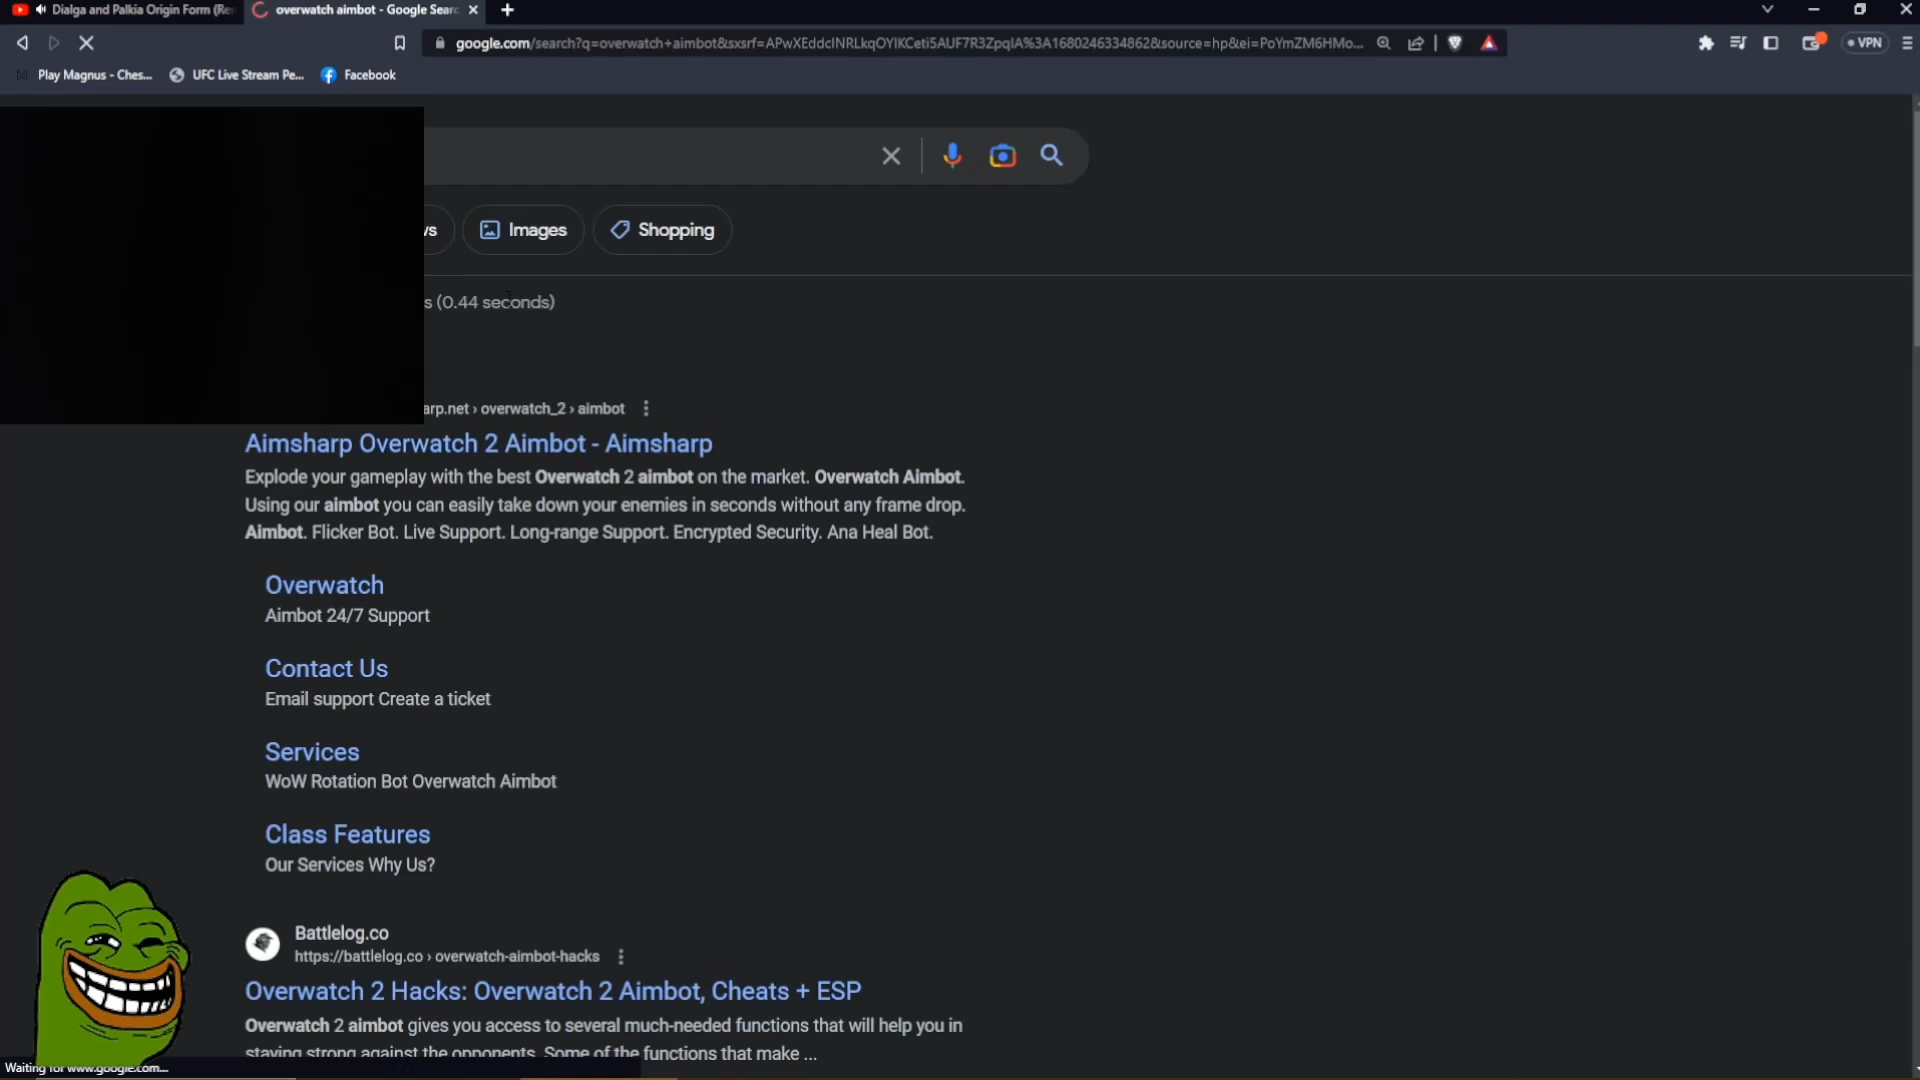 Dialga and Palkia Origin Form (Re
overwatch aimbot - Google Sear
google.com/search?q=overwatch+aimbot&sxsrf=APwXEddcINRLkqOYIKCeti5AUF7R3ZpqIA%3A1680246334862&source=hp&ei=PoYmZM6HMo...
VPN
Play Magnus - Ches...
UFC Live Stream Pe...
Facebook
Images
Shopping
s (0.44 seconds)
arp.net › overwatch_2 › aimbot
Aimsharp Overwatch 2 Aimbot - Aimsharp
Explode your gameplay with the best Overwatch 2 aimbot on the market. Overwatch Aimbot.
Using our aimbot you can easily take down your enemies in seconds without any frame drop.
Aimbot. Flicker Bot. Live Support. Long-range Support. Encrypted Security. Ana Heal Bot.
Overwatch
Aimbot 24/7 Support
Contact Us
Email support Create a ticket
Services
WoW Rotation Bot Overwatch Aimbot
Class Features
Our Services Why Us?
Battlelog.co
https://battlelog.co › overwatch-aimbot-hacks
Overwatch 2 Hacks: Overwatch 2 Aimbot, Cheats + ESP
Overwatch 2 aimbot gives you access to several much-needed functions that will help you in
staying strong against the opponents. Some of the functions that make ...
Waiting for www.google.com...